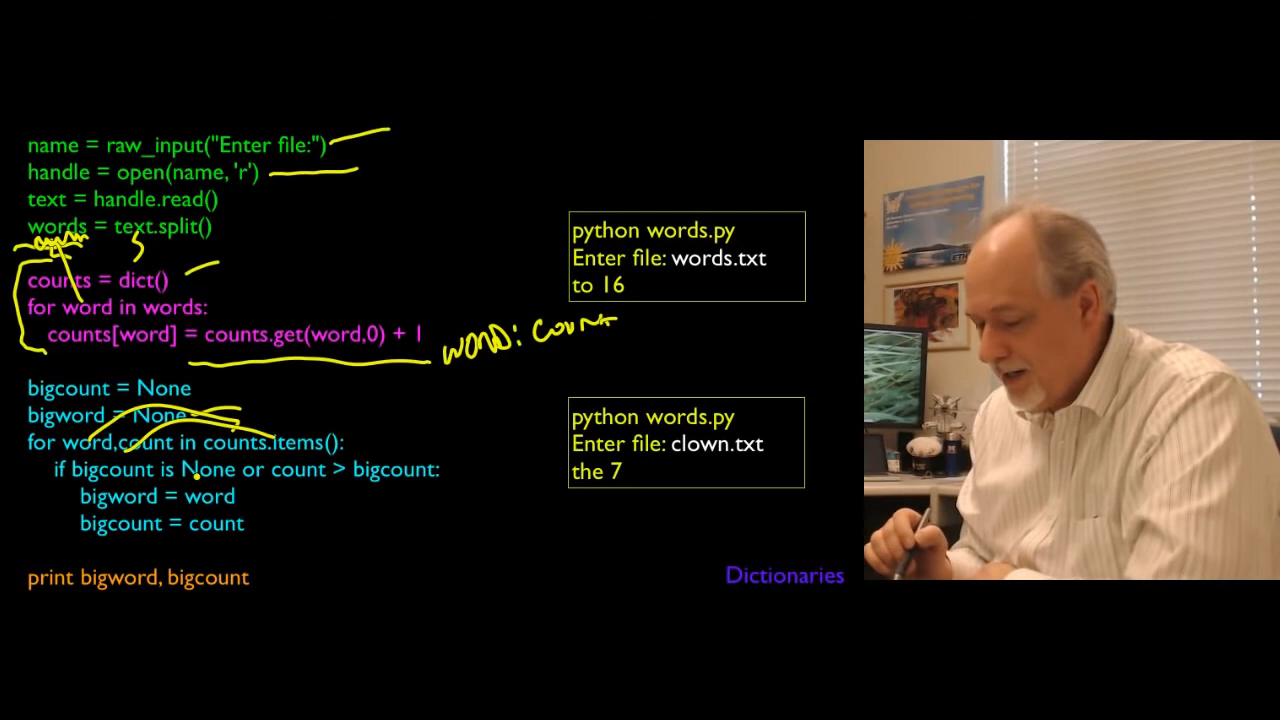 name = raw_input("Enter file:")
handle = open(name, 'r')
text = handle.read()
words = text.split()
counts = dict()
for word in words:
counts[word] = counts.get(word,0) + 1
WORD: COUNT
bigcount = None
bigword = None
for word,count in counts.items():
if bigcount is None or count > bigcount:
bigword = word
bigcount = count
print bigword, bigcount
python words.py
Enter file: words.txt
to 16
python words.py
Enter file: clown.txt
the 7
Dictionaries